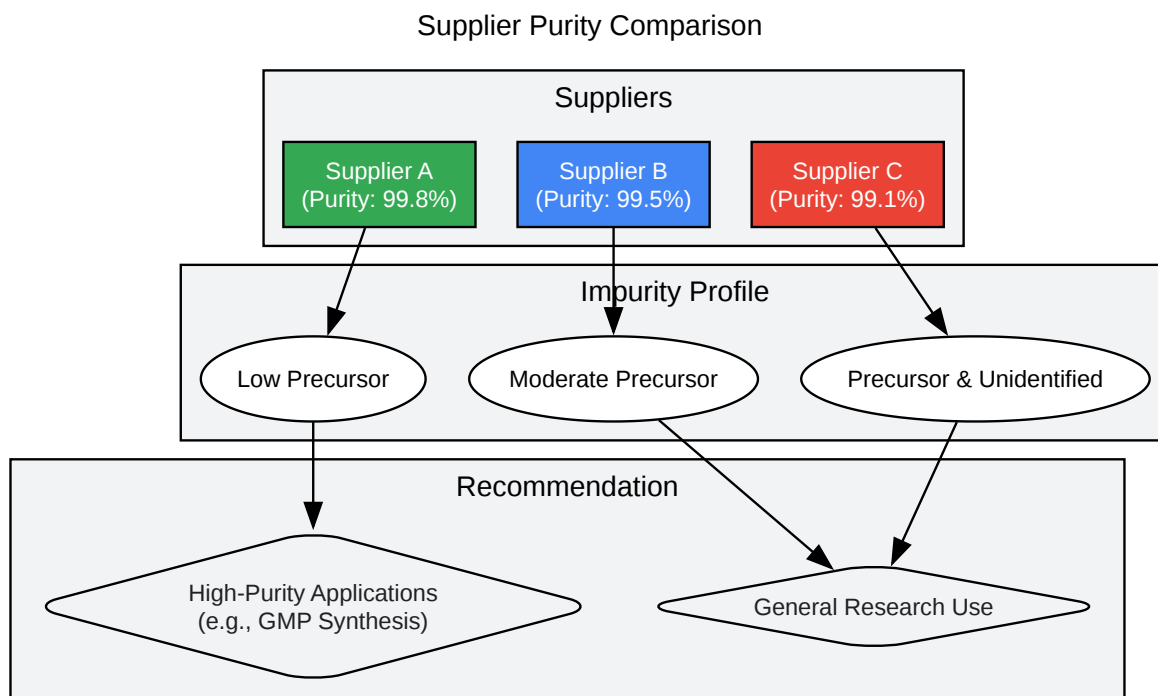 Supplier Purity Comparison
Suppliers
Supplier A
(Purity: 99.8%)
Supplier B
(Purity: 99.5%)
Supplier C
(Purity: 99.1%)
Impurity Profile
Low Precursor
Moderate Precursor
Precursor & Unidentified
Recommendation
High-Purity Applications
(e.g., GMP Synthesis)
General Research Use